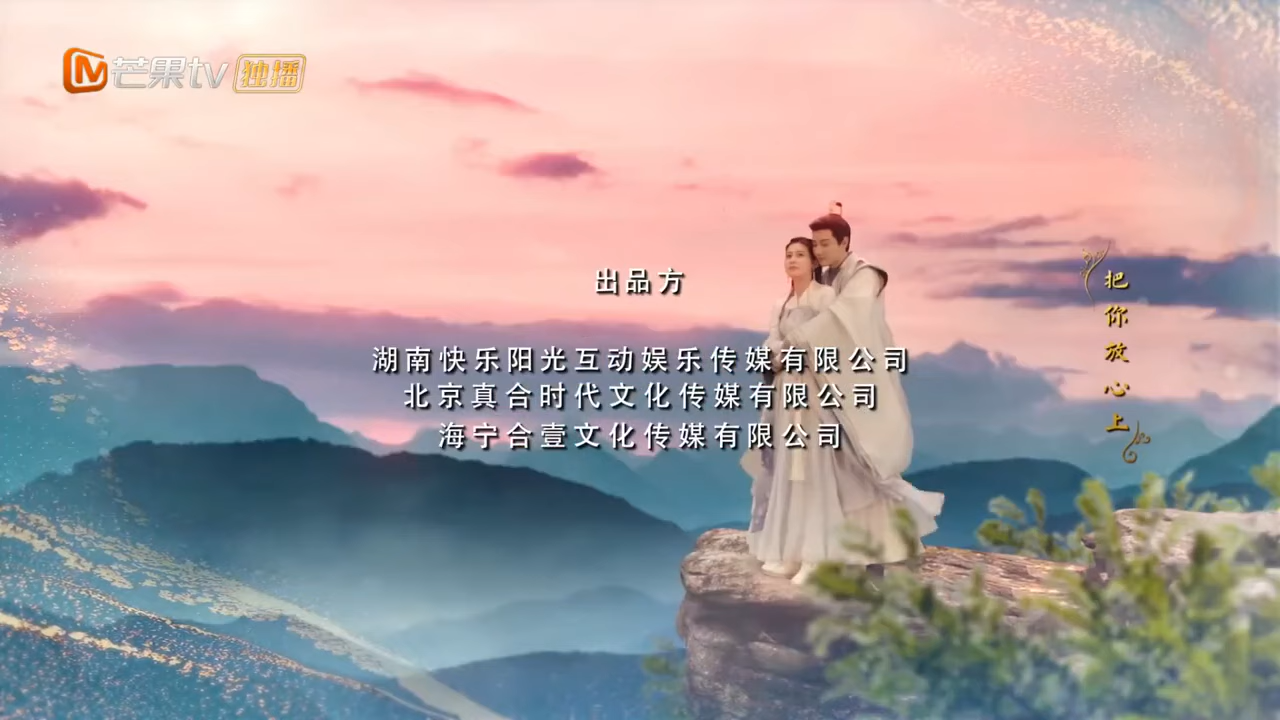 芒果tv 独播
出品方
湖南快乐阳光互动娱乐传媒有限公司
北京真合时代文化传媒有限公司
海宁合壹文化传媒有限公司
把你放心上